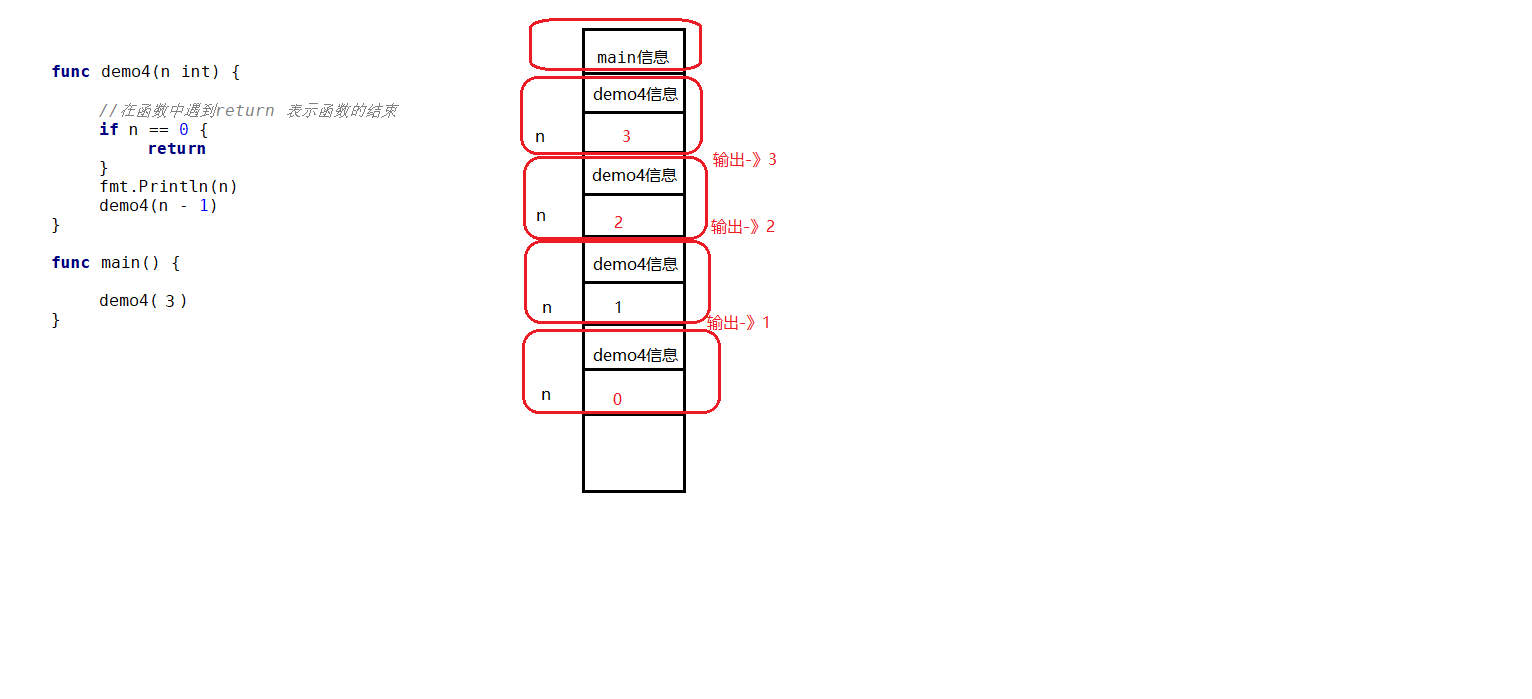 func demo4(n int) {
//在函数中遇到return 表示函数的结束
if n == 0 {
return
}
fmt.Println(n)
demo4(n - 1)
}
func main() {
demo4( 3 )
}
main信息
demo4信息
n 3
输出-》3
demo4信息
n 2
输出-》2
demo4信息
n 1
输出-》1
demo4信息
n 0